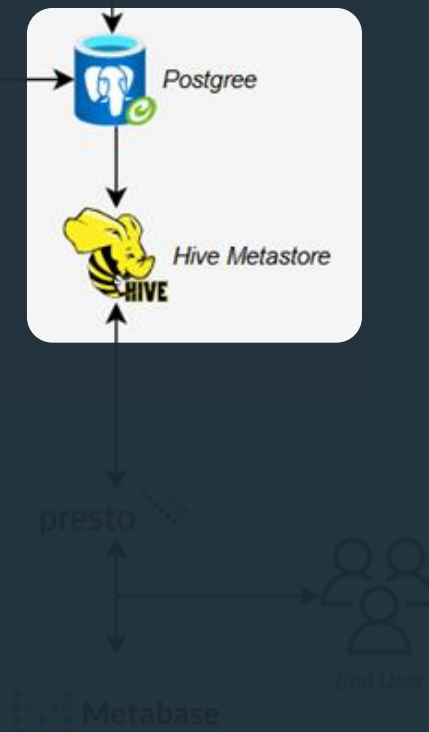 Postgree
Hive Metastore
HIVE
presto
End User
Metabase